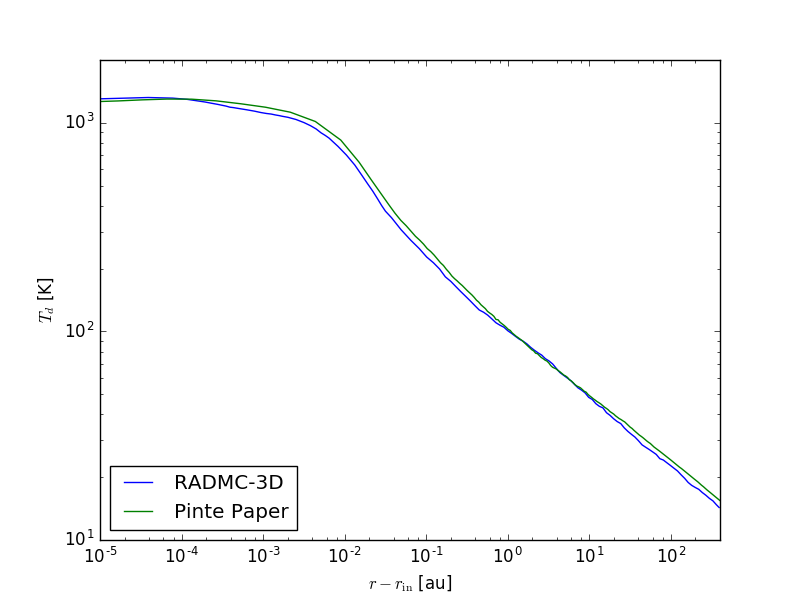 10³
10²
10¹
T_d [K]
RADMC-3D
Pinte Paper
10⁻⁵ 10⁻⁴ 10⁻³ 10⁻² 10⁻¹ 10⁰ 10¹ 10²
r − r_in [au]